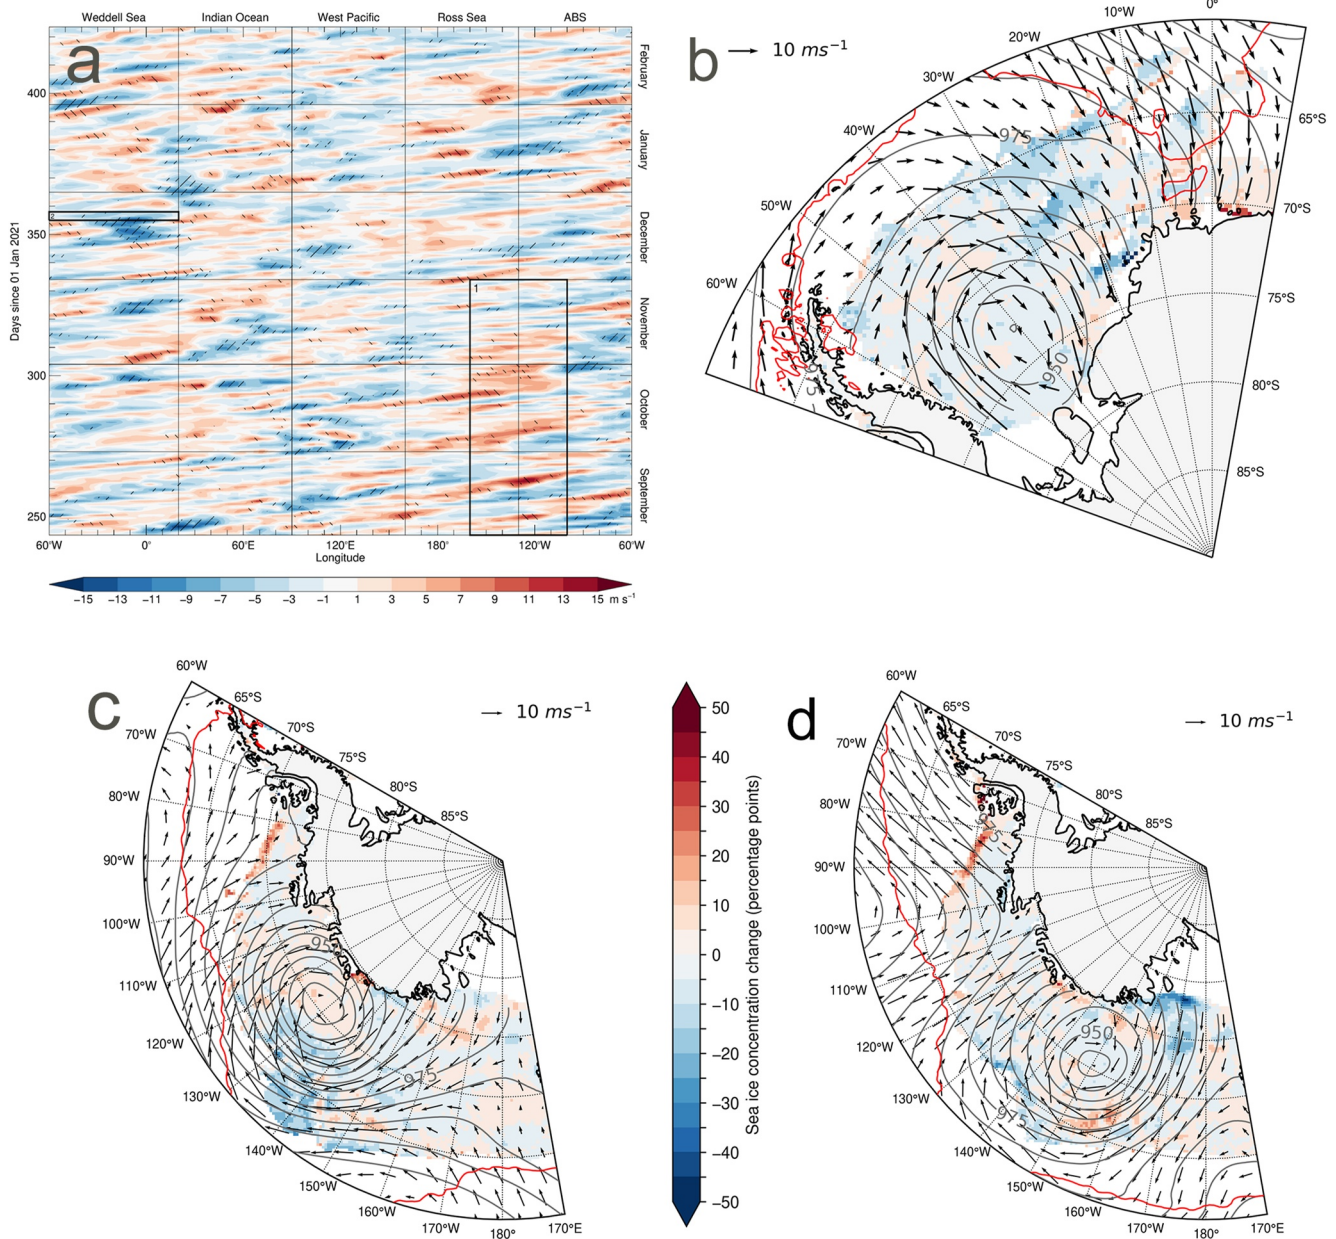 Weddell Sea Indian Ocean West Pacific Ross Sea ABS
a
400
350
300
250
Days since 01 Jan 2021
February
January
December
November
October
September
2
1
60°W 0° 60°E 120°E 180° 120°W 60°W
Longitude
−15 −13 −11 −9 −7 −5 −3 −1 1 3 5 7 9 11 13 15 m s⁻¹
b
10 ms⁻¹
60°W
50°W
40°W
30°W
20°W
10°W
0°
65°S
70°S
75°S
80°S
85°S
975
950
975
c
10 ms⁻¹
60°W
70°W
80°W
90°W
100°W
110°W
120°W
130°W
140°W
150°W
160°W
170°W
180°
170°E
65°S
70°S
75°S
80°S
85°S
950
975
50
40
30
20
10
0
−10
−20
−30
−40
−50
Sea ice concentration change (percentage points)
d
10 ms⁻¹
60°W
70°W
80°W
90°W
100°W
110°W
120°W
130°W
140°W
150°W
160°W
170°W
180°
170°E
65°S
70°S
75°S
80°S
85°S
975
950
975